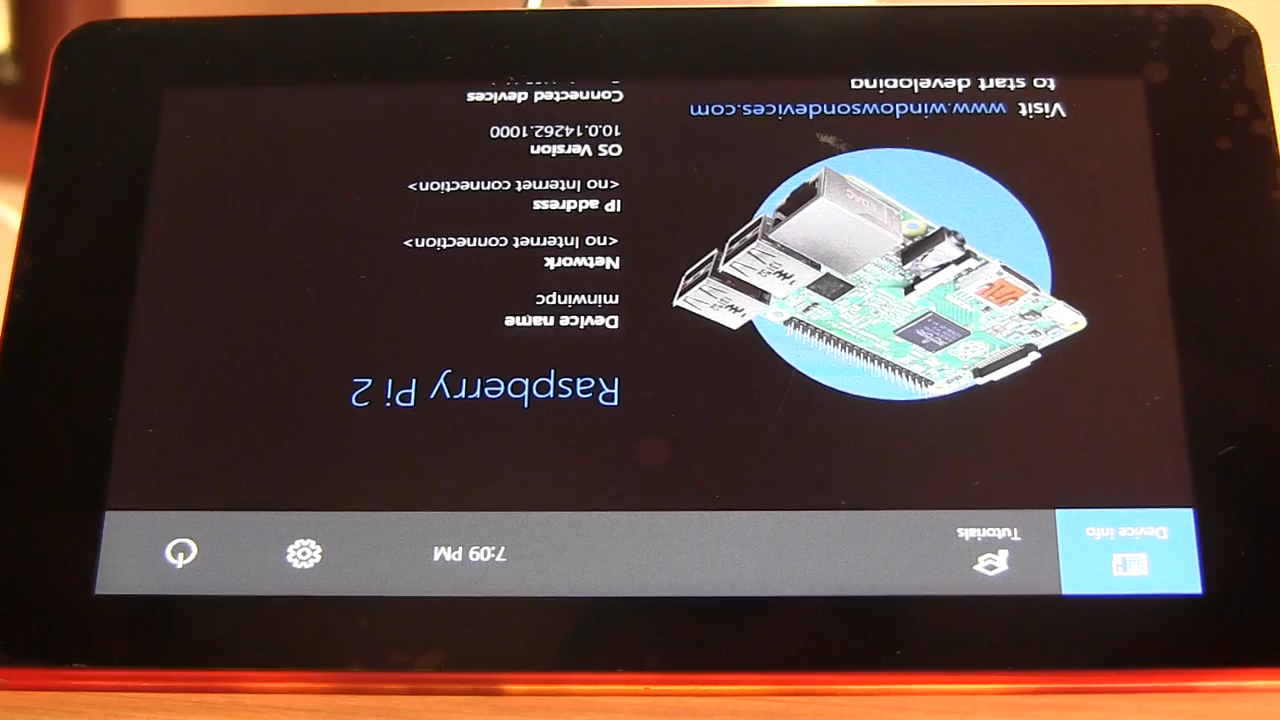 Device info
Tutorials
7:09 PM
Raspberry Pi 2
Device name
minwinpc
Network
<no Internet connection>
IP address
<no Internet connection>
OS Version
10.0.14262.1000
Connected devices
Visit www.windowsondevices.com
to start developing